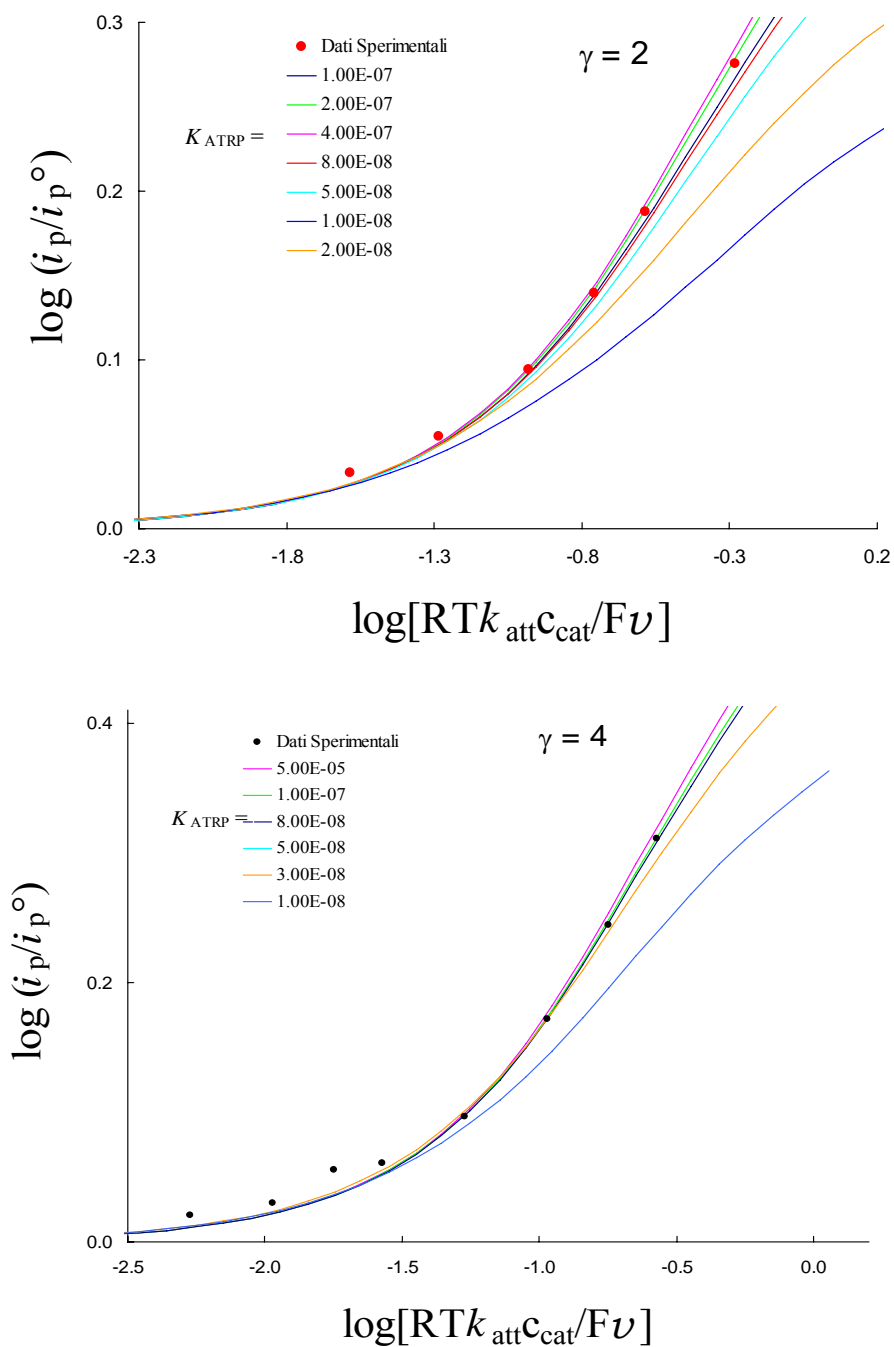 0.3
Dati Sperimentali
γ = 2
1.00E-07
2.00E-07
K ATRP = 4.00E-07
8.00E-08
0.2
5.00E-08
1.00E-08
2.00E-08
log (i p/i p°)
0.1
0.0
-2.3 -1.8 -1.3 -0.8 -0.3 0.2
log[RTk att c cat/Fυ]
0.4
Dati Sperimentali
γ = 4
5.00E-05
1.00E-07
K ATRP = 8.00E-08
5.00E-08
3.00E-08
1.00E-08
log (i p/i p°)
0.2
0.0
-2.5 -2.0 -1.5 -1.0 -0.5 0.0
log[RTk att c cat/Fυ]